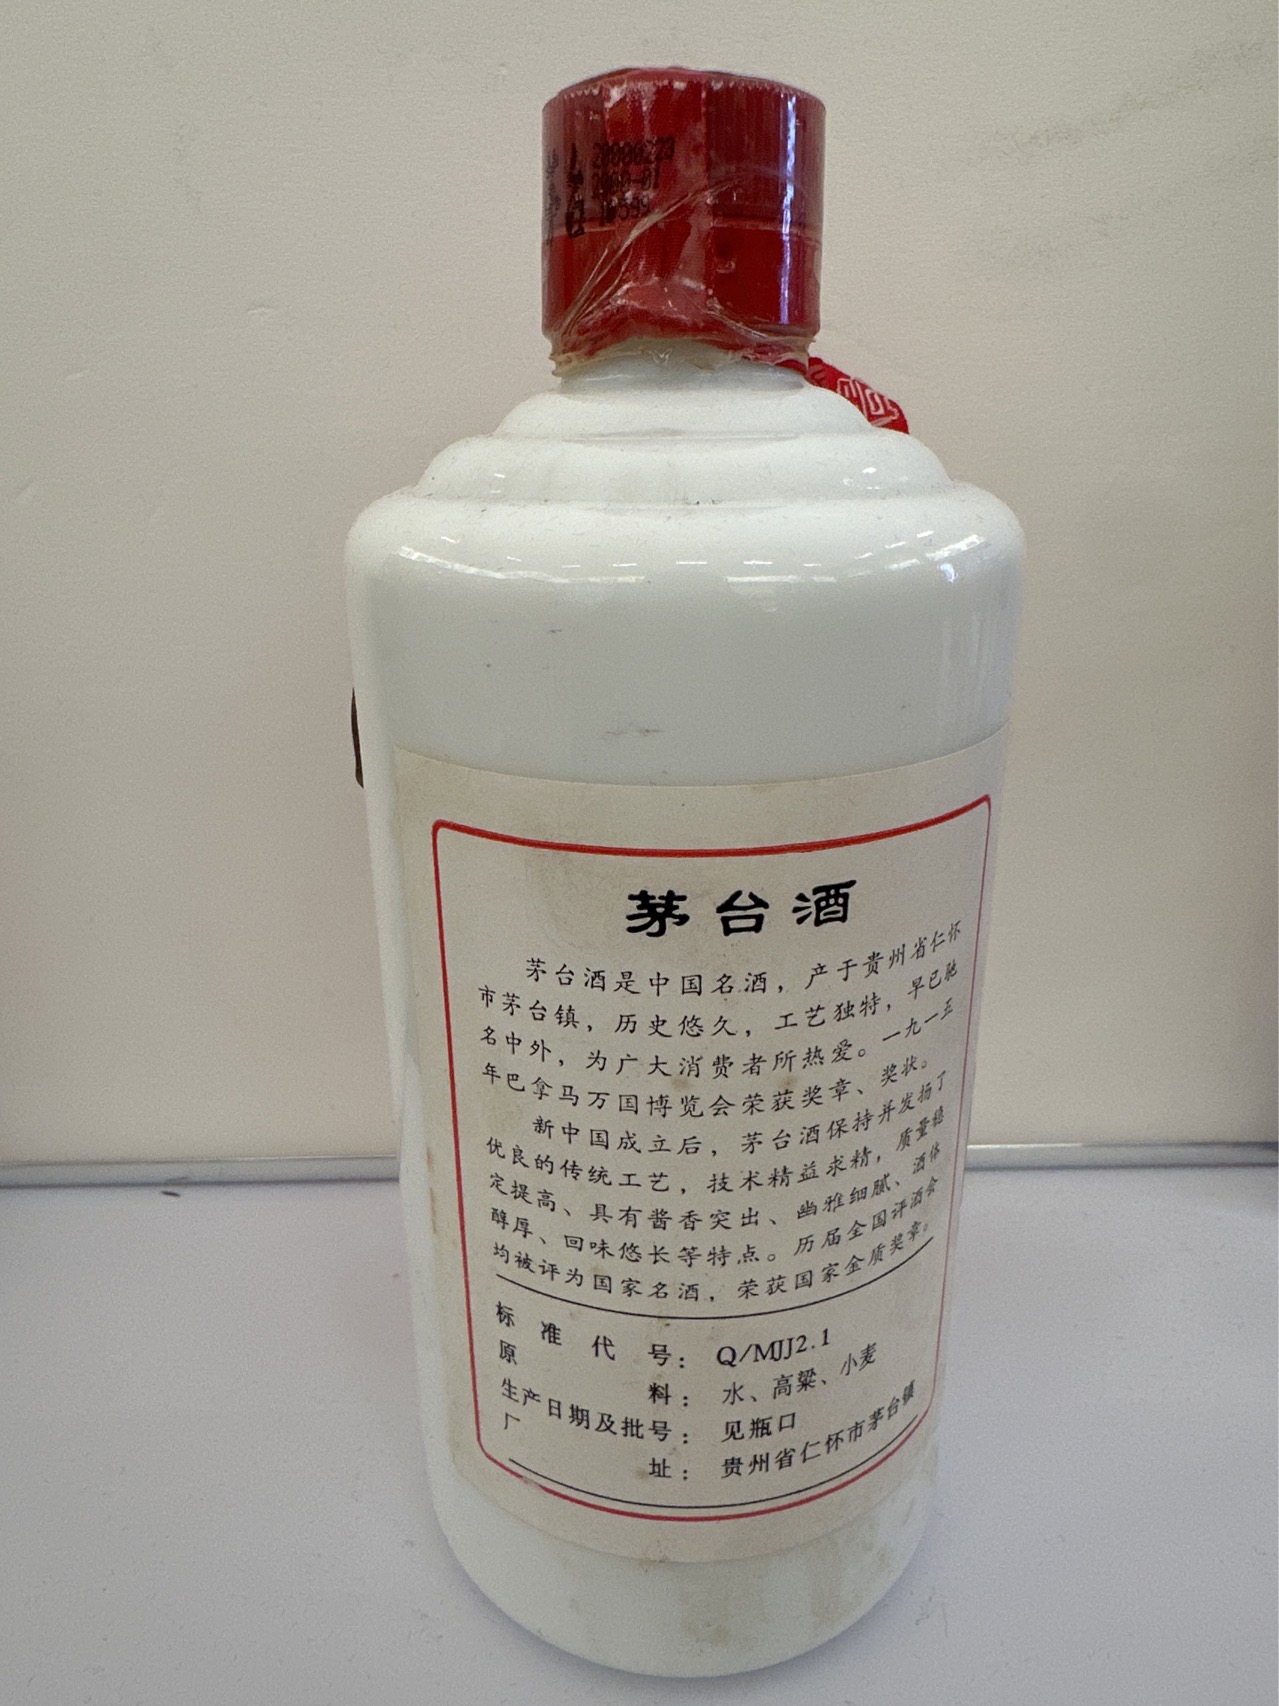 20000223
2000-01
茅台酒
茅台酒是中国名酒，产于贵州省仁怀
市茅台镇，历史悠久，工艺独特，早已驰
名中外，为广大消费者所热爱。一九一五
年巴拿马万国博览会荣获奖章、奖状。
新中国成立后，茅台酒保持并发扬了
优良的传统工艺，技术精益求精，质量稳
定提高、具有酱香突出、幽雅细腻、酒体
醇厚、回味悠长等特点。历届全国评酒会
均被评为国家名酒，荣获国家金质奖章。
标准代号：Q/MJJ2.1
原料：水、高粱、小麦
生产日期及批号：见瓶口
厂址：贵州省仁怀市茅台镇